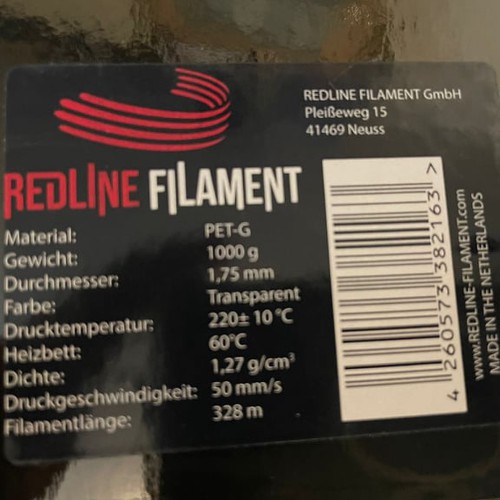 REDLINE FILAMENT GmbH
Pleißeweg 15
41469 Neuss
REDLINE FILAMENT
Material: PET-G
Gewicht: 1000 g
Durchmesser: 1,75 mm
Farbe: Transparent
Drucktemperatur: 220± 10 °C
Heizbett: 60°C
Dichte: 1,27 g/cm³
Druckgeschwindigkeit: 50 mm/s
Filamentlänge: 328 m
4 260573 382163 >
www.REDLINE-FILAMENT.com
MADE IN THE NETHERLANDS